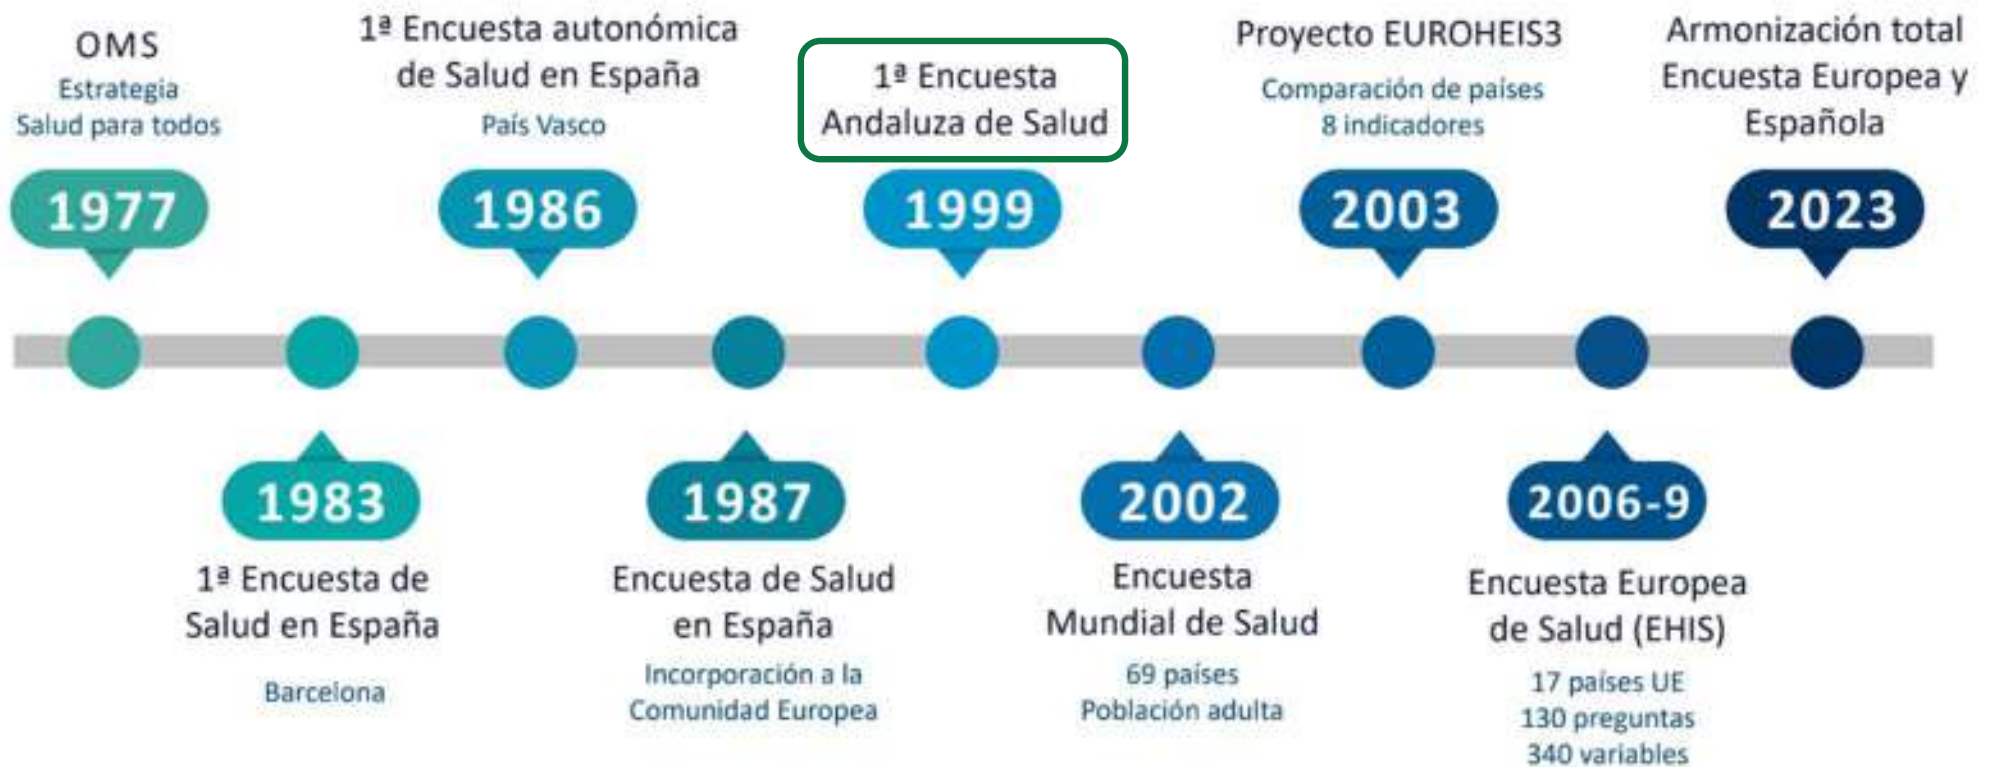 OMS
Estrategia
Salud para todos
1977
1ª Encuesta autonómica
de Salud en España
País Vasco
1986
1ª Encuesta
Andaluza de Salud
1999
Proyecto EUROHEIS3
Comparación de países
8 indicadores
2003
Armonización total
Encuesta Europea y
Española
2023
1983
1ª Encuesta de
Salud en España
Barcelona
1987
Encuesta de Salud
en España
Incorporación a la
Comunidad Europea
2002
Encuesta
Mundial de Salud
69 países
Población adulta
2006-9
Encuesta Europea
de Salud (EHIS)
17 países UE
130 preguntas
340 variables